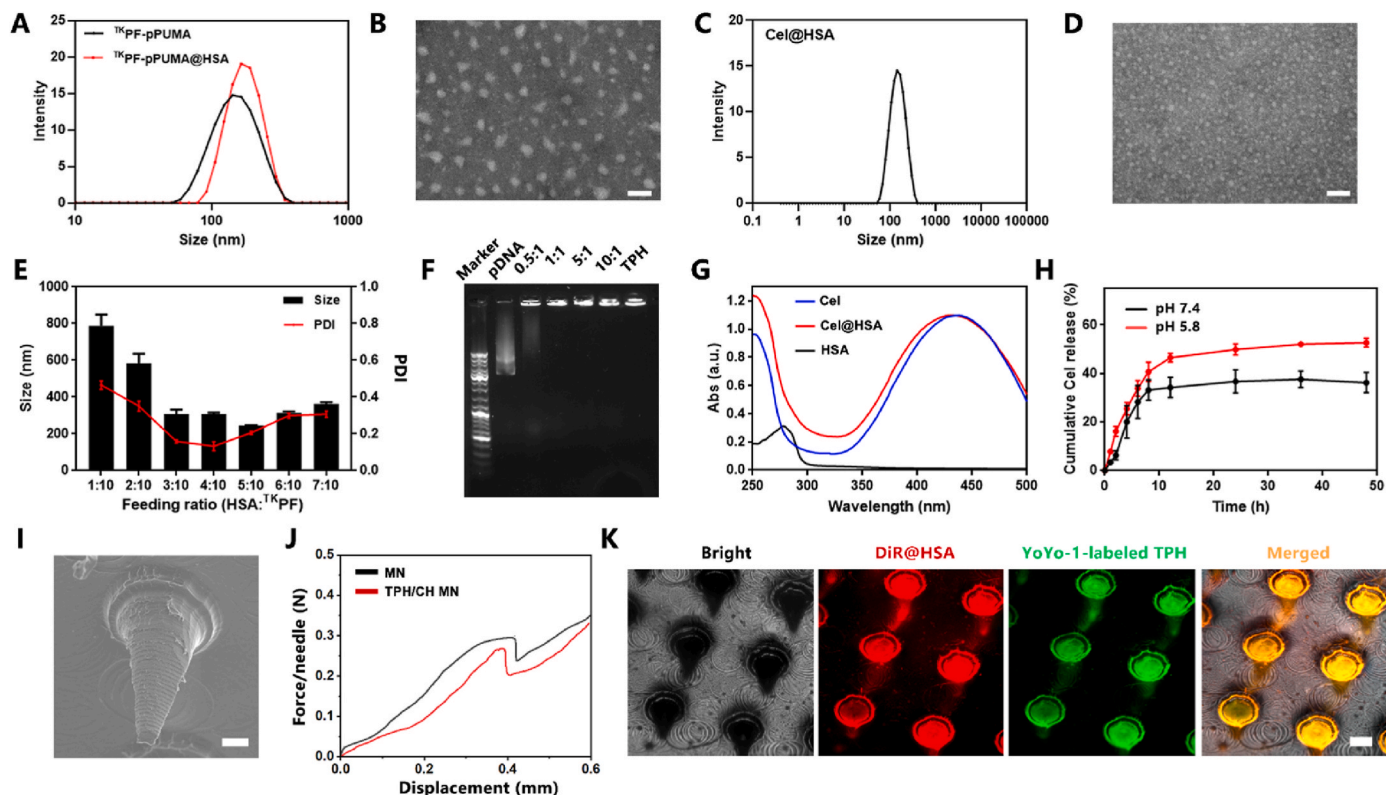 A
TKPF-pPUMA
TKPF-pPUMA@HSA
Intensity
25
20
15
10
5
0
10
100
1000
Size (nm)
B
C
Cel@HSA
Intensity
20
15
10
5
0
0.1
1
10
100
1000
10000
100000
Size (nm)
D
E
Size
PDI
Size (nm)
1000
800
600
400
200
0
1.0
0.8
0.6
0.4
0.2
0.0
PDI
1:10
2:10
3:10
4:10
5:10
6:10
7:10
Feeding ratio (HSA:TKPF)
F
Marker
pDNA
0.5:1
1:1
5:1
10:1
TPH
G
Cel
Cel@HSA
HSA
Abs (a.u.)
1.2
1.0
0.8
0.6
0.4
0.2
0.0
250
300
350
400
450
500
Wavelength (nm)
H
pH 7.4
pH 5.8
Cumulative Cel release (%)
60
40
20
0
0
10
20
30
40
50
Time (h)
I
J
MN
TPH/CH MN
Force/needle (N)
0.5
0.4
0.3
0.2
0.1
0.0
0.0
0.2
0.4
0.6
Displacement (mm)
K
Bright
DiR@HSA
YoYo-1-labeled TPH
Merged